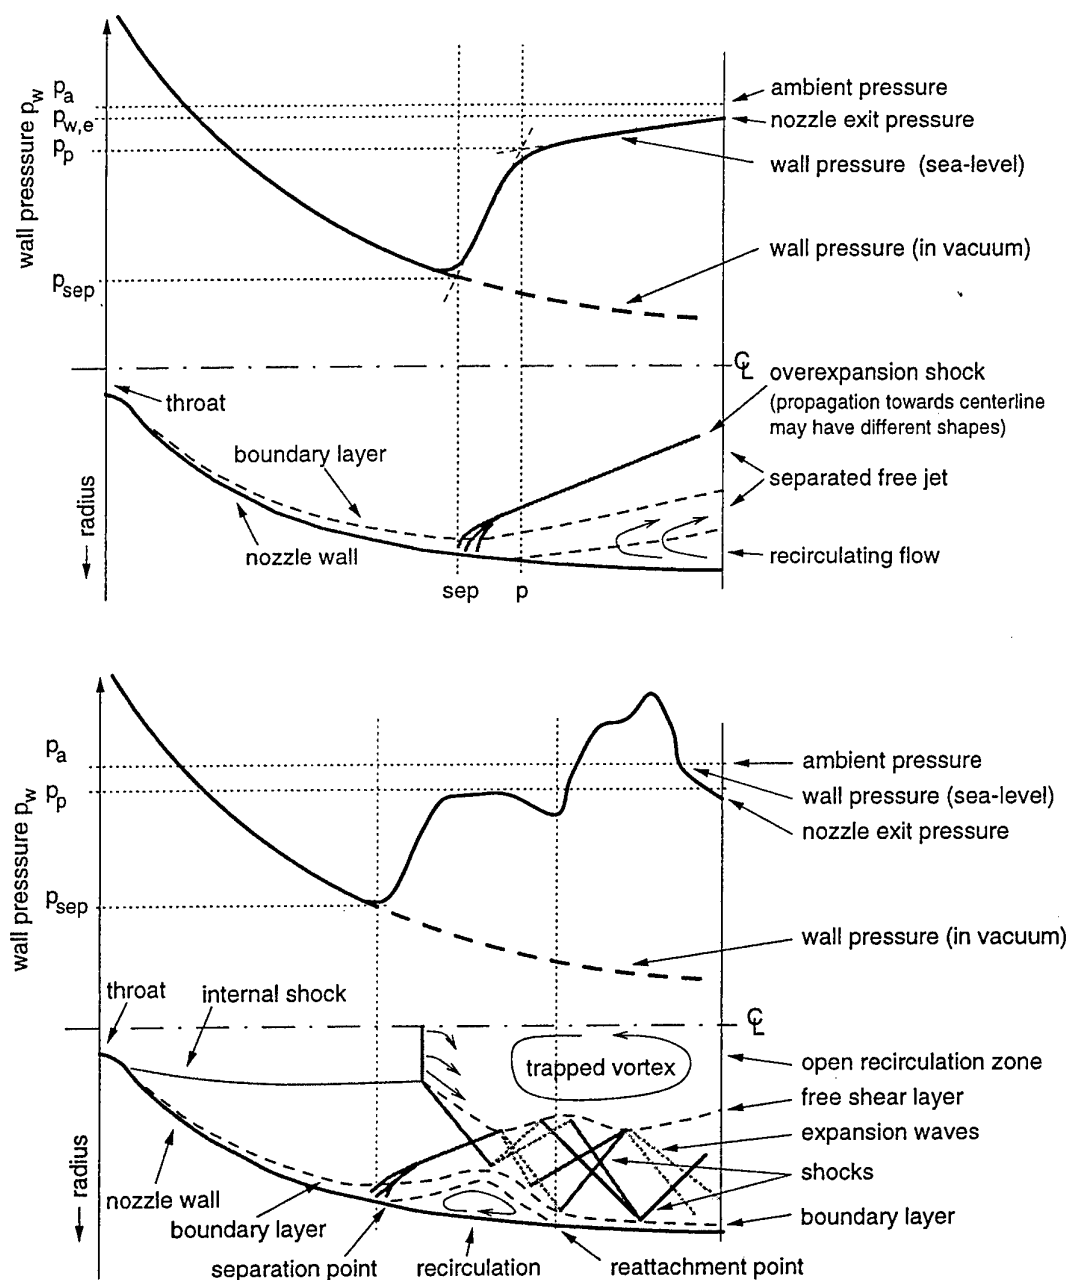 wall presssure p_w
p_a
p_w,e
p_p
p_sep
ambient pressure
nozzle exit pressure
wall pressure (sea-level)
wall pressure (in vacuum)
℄
throat
overexpansion shock
(propagation towards centerline
may have different shapes)
boundary layer
separated free jet
radius
nozzle wall
recirculating flow
sep
p
wall presssure p_w
p_a
p_p
p_sep
ambient pressure
wall pressure (sea-level)
nozzle exit pressure
wall pressure (in vacuum)
throat
internal shock
℄
trapped vortex
open recirculation zone
free shear layer
expansion waves
shocks
radius
nozzle wall
boundary layer
boundary layer
separation point
recirculation
reattachment point